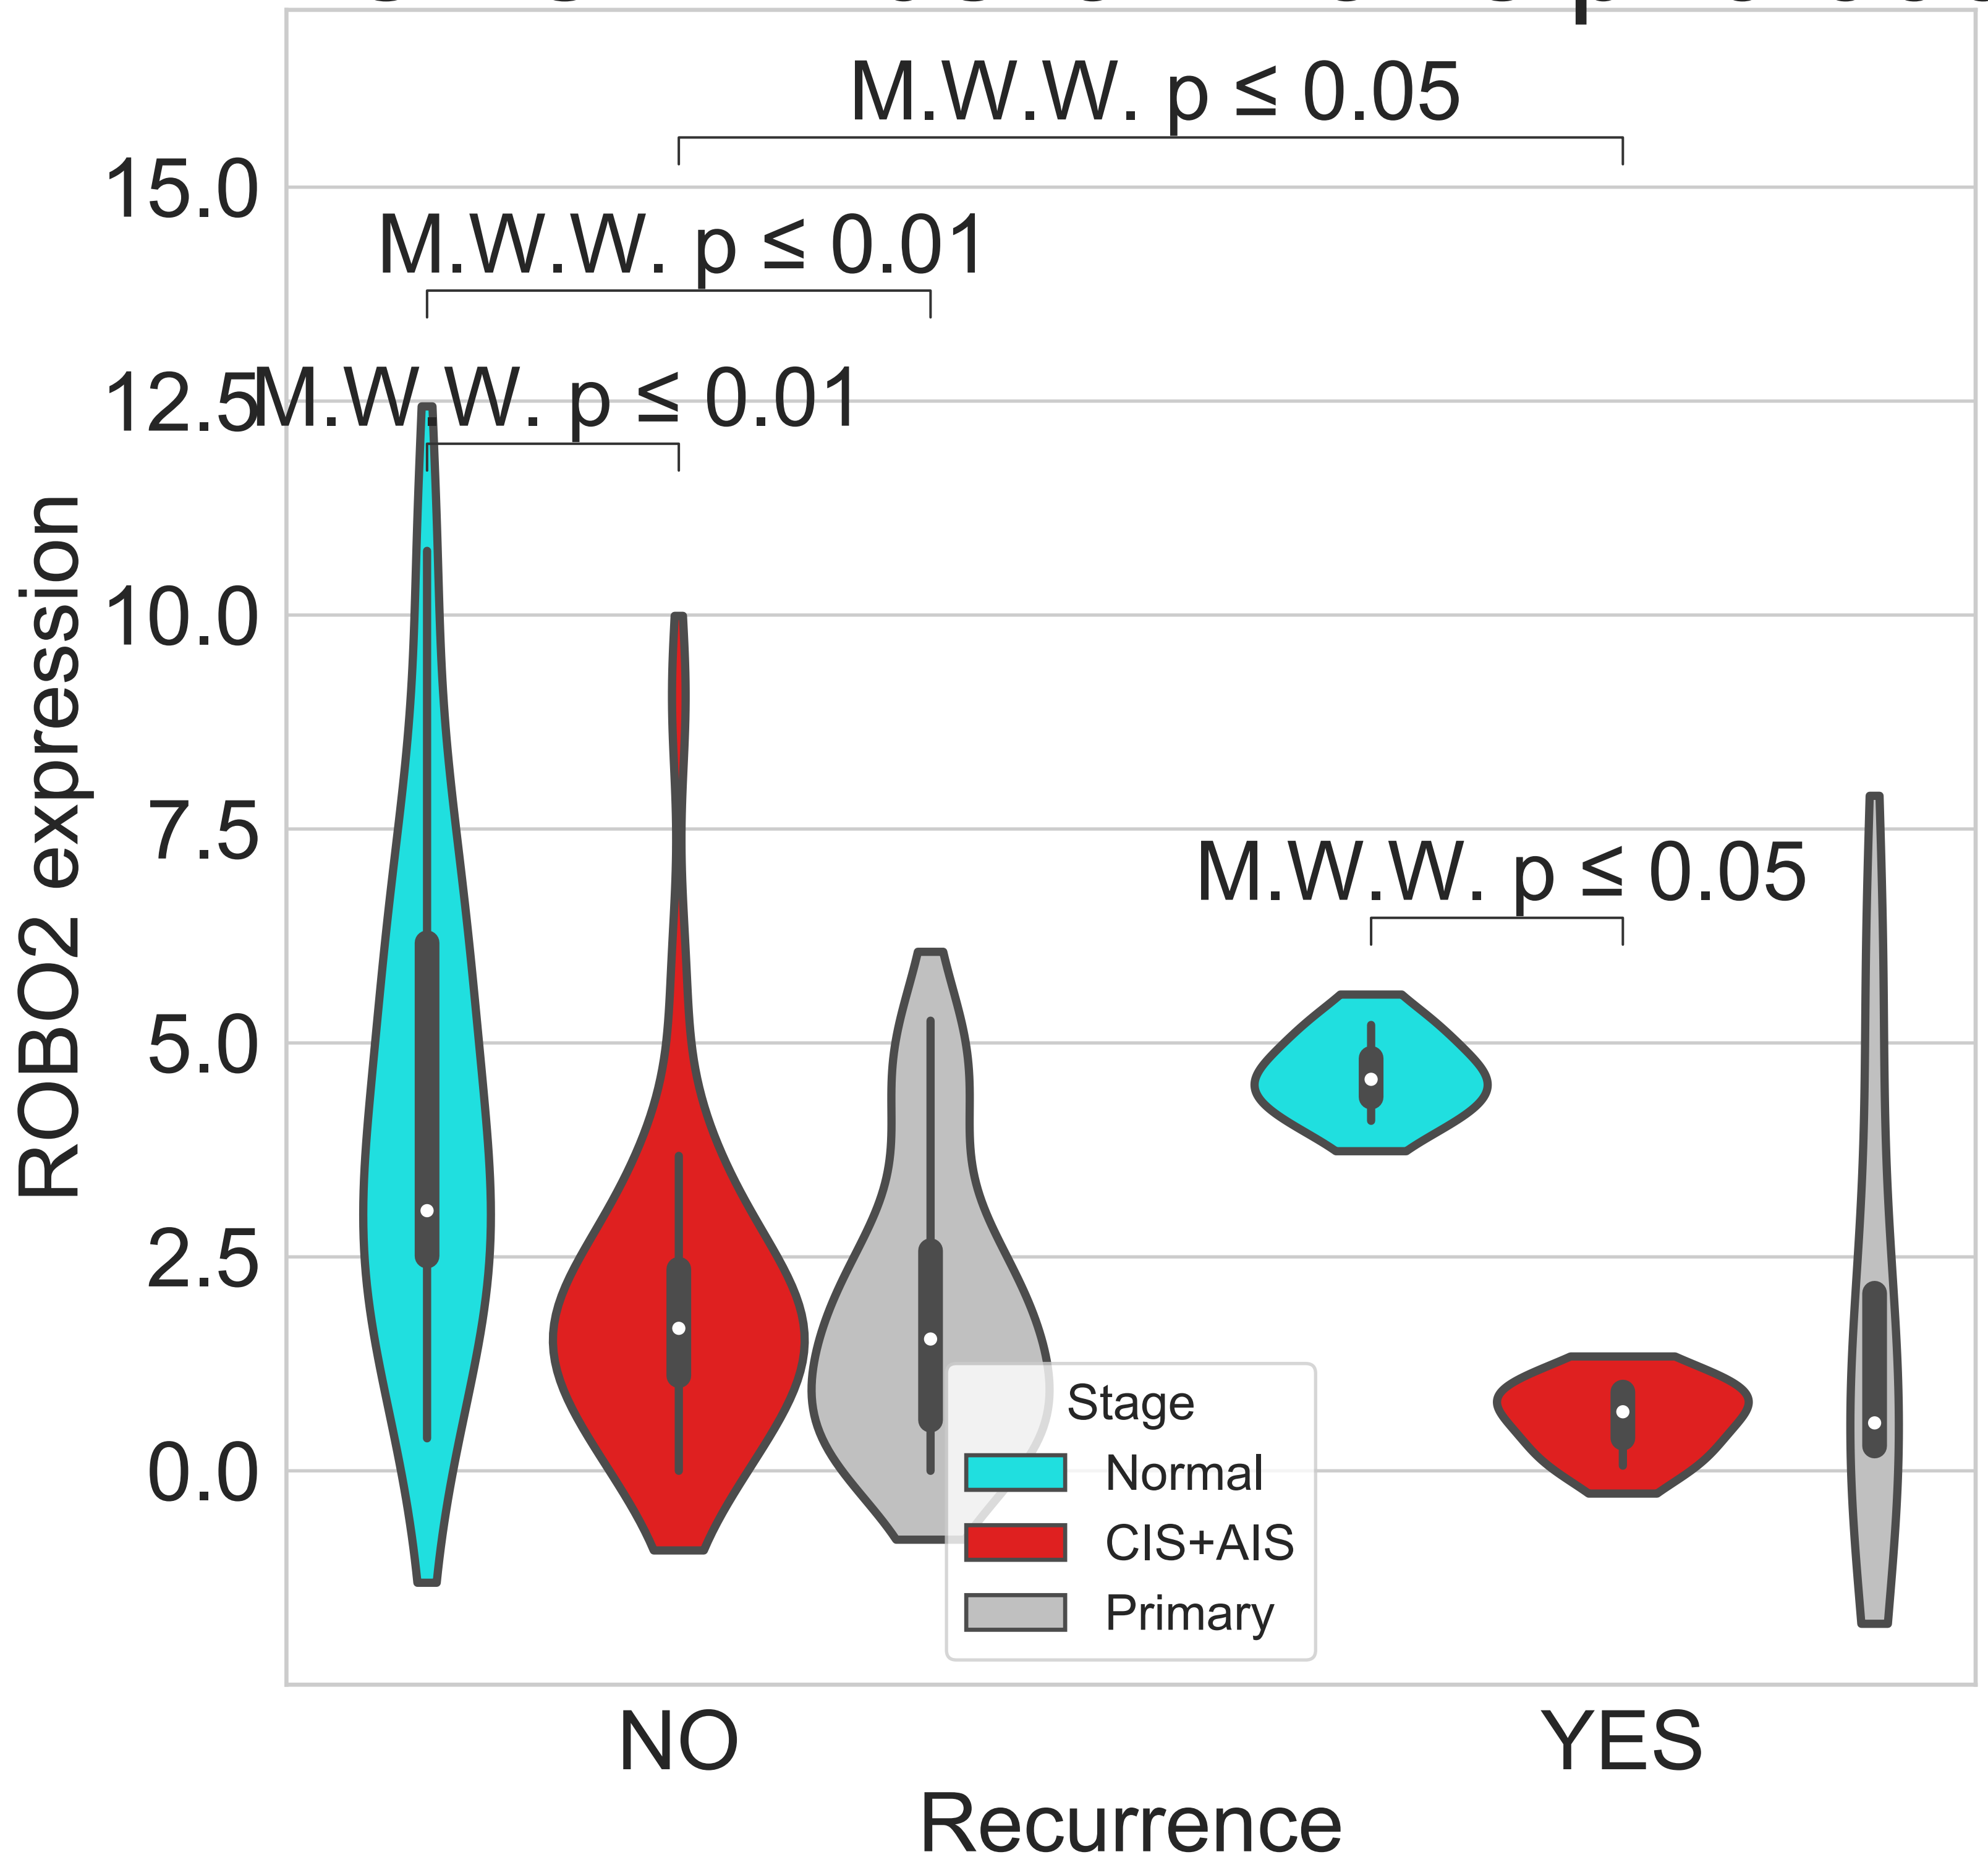 M.W.W. p ≤ 0.05
15.0
M.W.W. p ≤ 0.01
12.5
M.W.W. p ≤ 0.01
10.0
7.5
M.W.W. p ≤ 0.05
5.0
2.5
0.0
ROBO2 expression
Stage
Normal
CIS+AIS
Primary
NO
YES
Recurrence